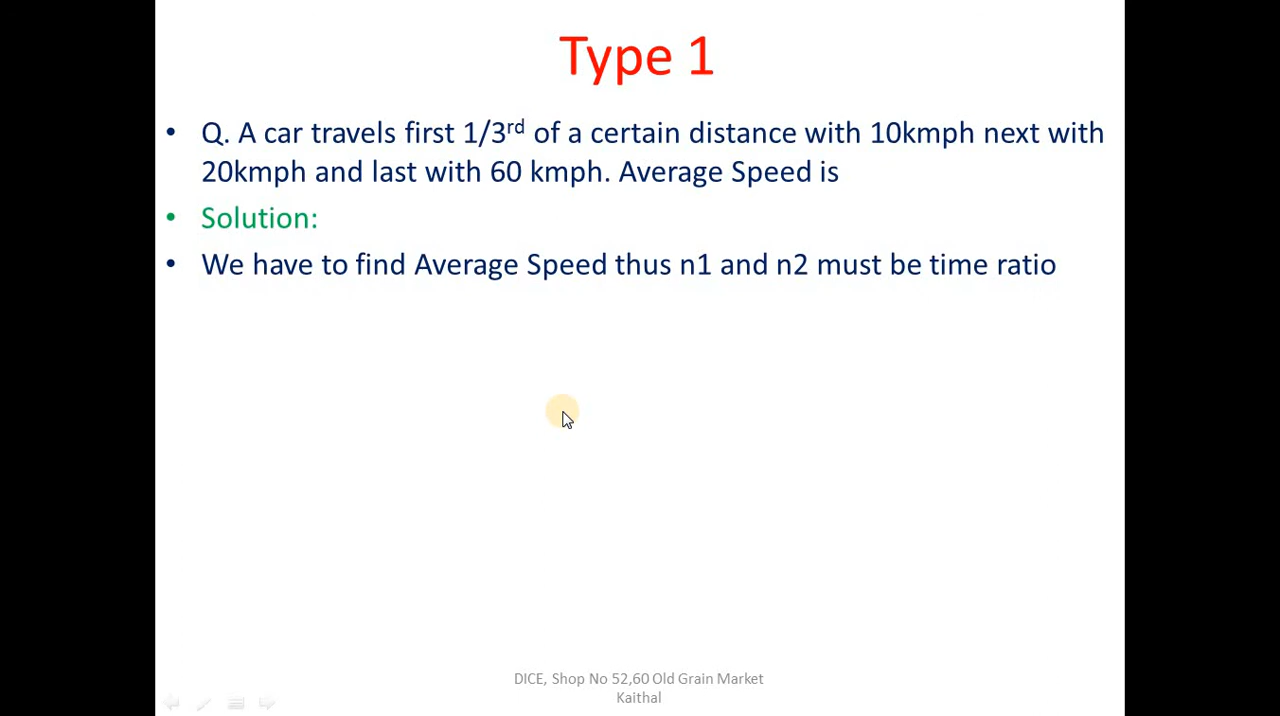 Type 1
• Q. A car travels first 1/3rd of a certain distance with 10kmph next with
20kmph and last with 60 kmph. Average Speed is
• Solution:
• We have to find Average Speed thus n1 and n2 must be time ratio
DICE, Shop No 52,60 Old Grain Market
Kaithal